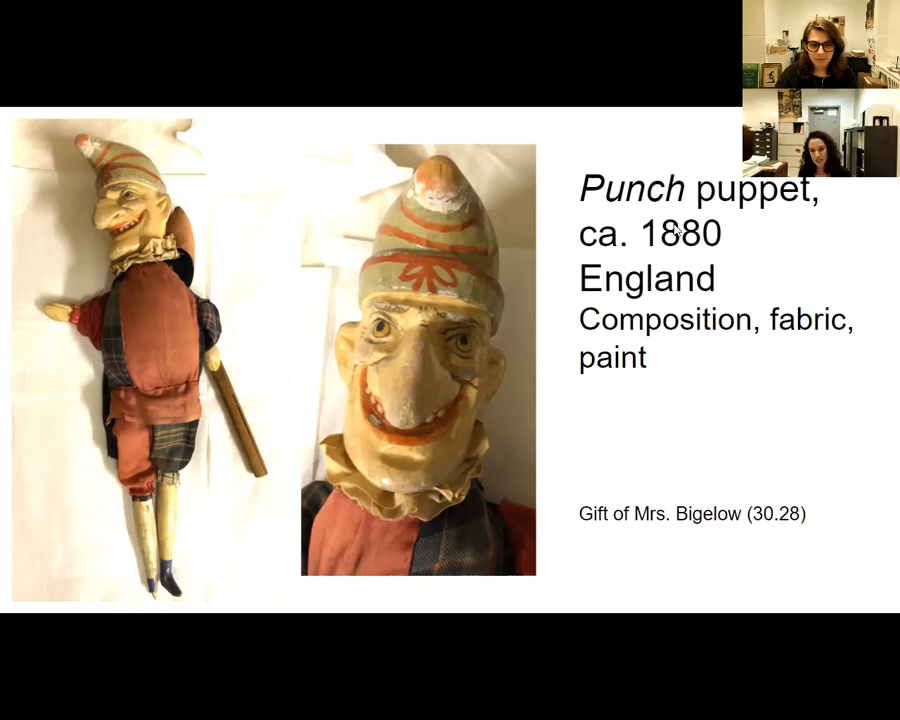 Punch puppet,
ca. 1880
England
Composition, fabric,
paint
Gift of Mrs. Bigelow (30.28)